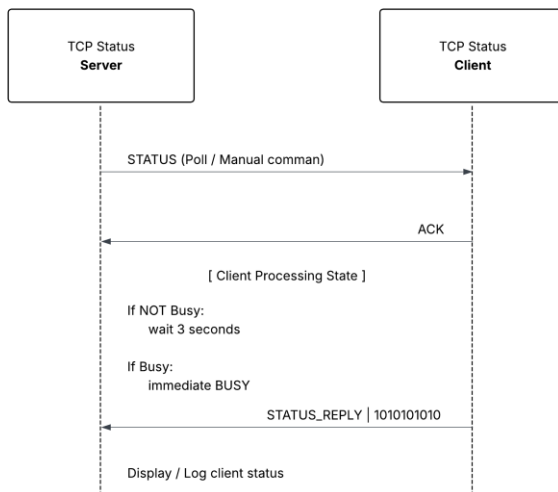 TCP Status
Server
TCP Status
Client
STATUS (Poll / Manual comman)
ACK
[ Client Processing State ]
If NOT Busy:
wait 3 seconds
If Busy:
immediate BUSY
STATUS_REPLY | 1010101010
Display / Log client status